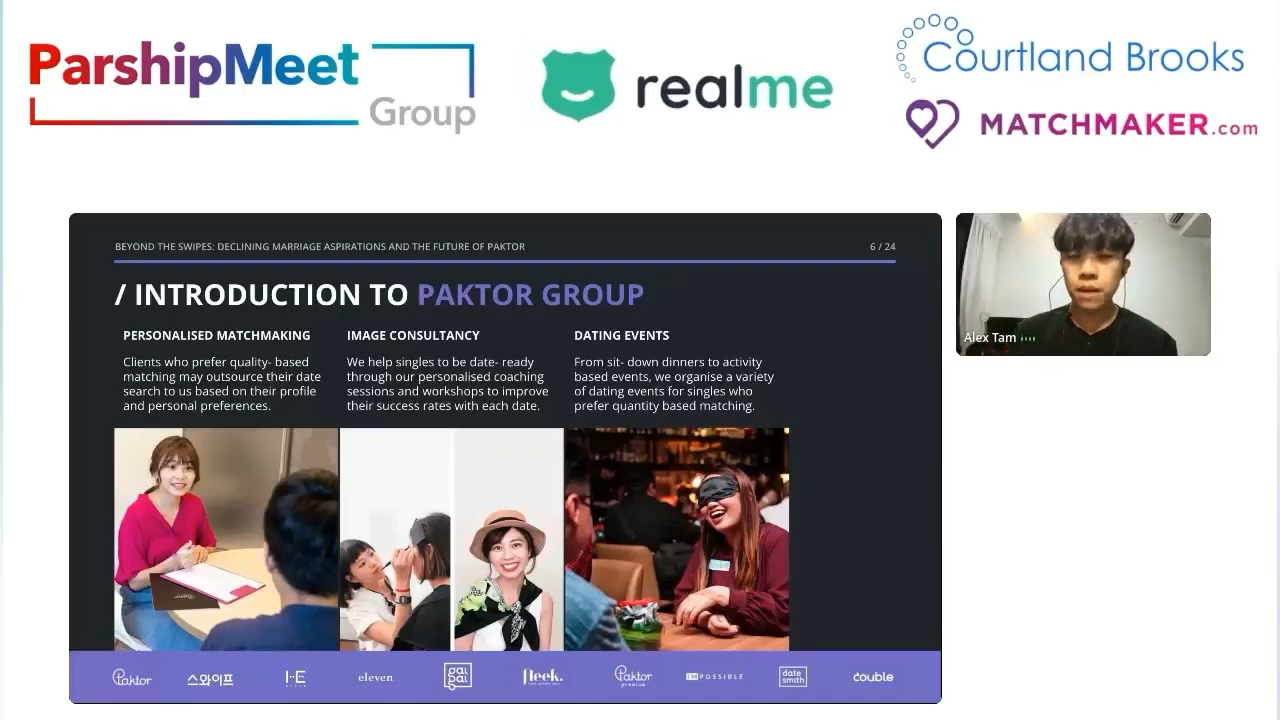 ParshipMeet
Group
realme
Courtland Brooks
MATCHMAKER.com
BEYOND THE SWIPES: DECLINING MARRIAGE ASPIRATIONS AND THE FUTURE OF PAKTOR
6 / 24
/ INTRODUCTION TO PAKTOR GROUP
PERSONALISED MATCHMAKING
Clients who prefer quality- based
matching may outsource their date
search to us based on their profile
and personal preferences.
IMAGE CONSULTANCY
We help singles to be date- ready
through our personalised coaching
sessions and workshops to improve
their success rates with each date.
DATING EVENTS
From sit- down dinners to activity
based events, we organise a variety
of dating events for singles who
prefer quantity based matching.
Alex Tam
Paktor
스와이프
eleven
gai
gai
fleek.
Paktor
premium
I'MPOSSIBLE
date
smith
double